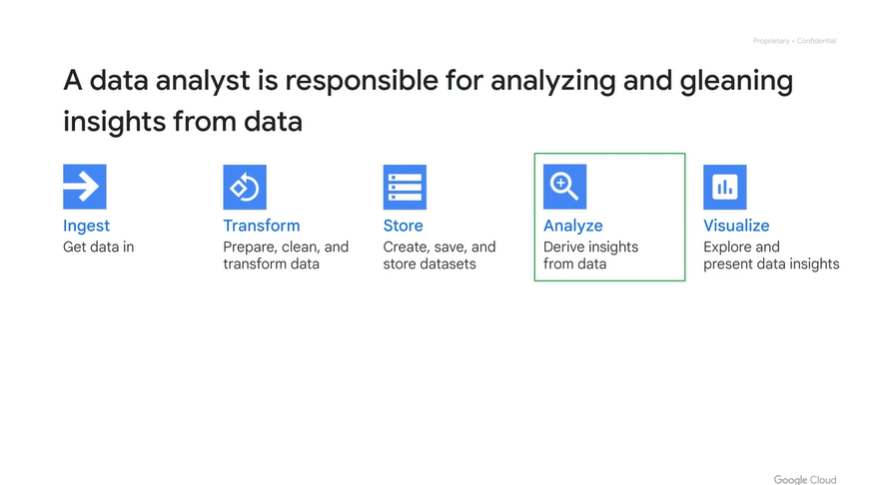 Proprietary + Confidential
A data analyst is responsible for analyzing and gleaning
insights from data
Ingest
Get data in
Transform
Prepare, clean, and
transform data
Store
Create, save, and
store datasets
Analyze
Derive insights
from data
Visualize
Explore and
present data insights
Google Cloud